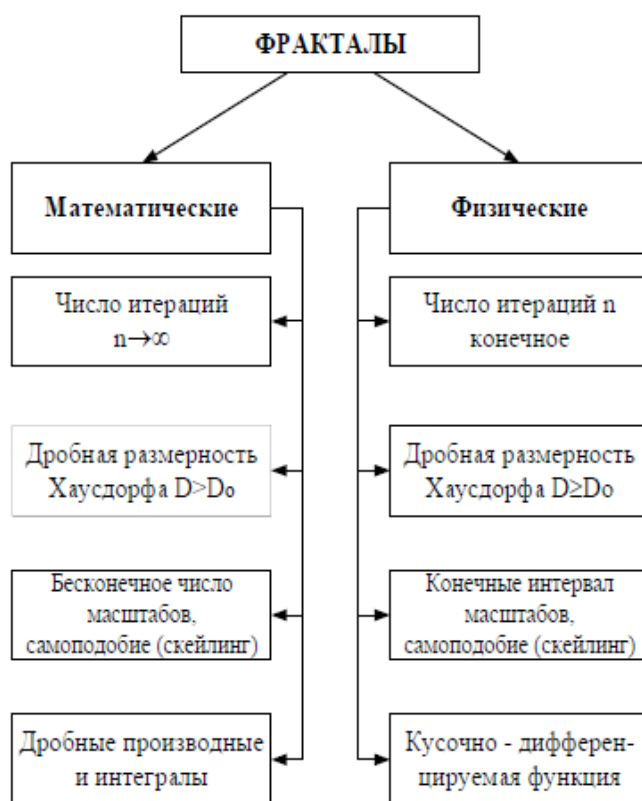 ФРАКТАЛЫ
Математические
Физические
Число итераций
n→∞
Число итераций n
конечное
Дробная размерность
Хаусдорфа D>D₀
Дробная размерность
Хаусдорфа D≥D₀
Бесконечное число
масштабов,
самоподобие (скейлинг)
Конечные интервал
масштабов,
самоподобие (скейлинг)
Дробные производные
и интегралы
Кусочно - дифферен-
цируемая функция